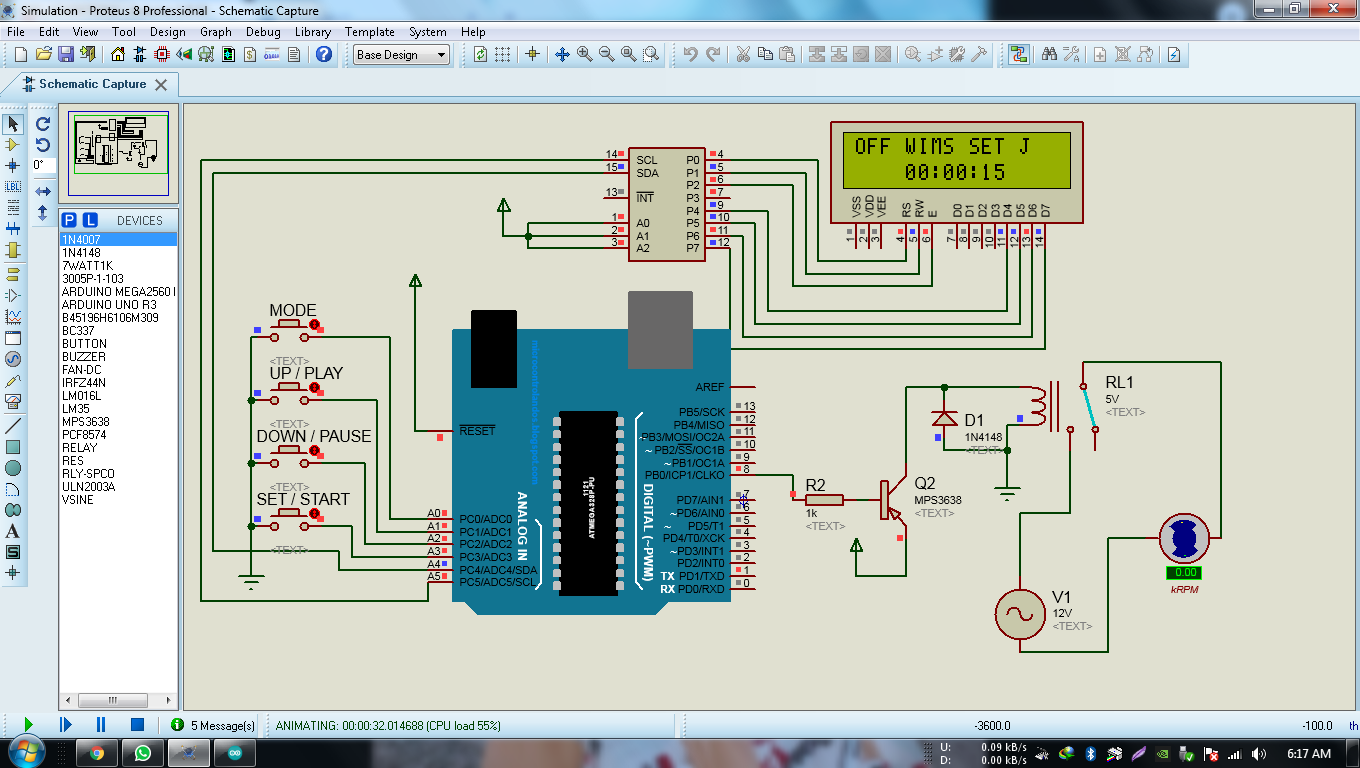 Simulation - Proteus 8 Professional - Schematic Capture
File Edit View Tool Design Graph Debug Library Template System Help
Base Design
Schematic Capture
0°
P L DEVICES
1N4007
1N4148
7WATT1K
3005P-1-103
ARDUINO MEGA2560
ARDUINO UNO R3
B45196H6106M309
BC337
BUTTON
BUZZER
FAN-DC
IRFZ44N
LM016L
LM35
MPS3638
PCF8574
RELAY
RES
RLY-SPCO
ULN2003A
VSINE
14 SCL P0 4
15 SDA P1 5
P2 6
13 INT P3 7
P4 9
1 A0 P5 10
2 A1 P6 11
3 A2 P7 12
OFF WIMS SET J
00:00:15
VSS VDD VEE RS RW E D0 D1 D2 D3 D4 D5 D6 D7
1 2 3 4 5 6 7 8 9 10 11 12 13 14
MODE
<TEXT>
UP / PLAY
<TEXT>
DOWN / PAUSE
<TEXT>
SET / START
<TEXT>
microcontrolandos.blogspot.com
RESET
AREF
PB5/SCK 13
PB4/MISO 12
~PB3/MOSI/OC2A 11
~PB2/SS/OC1B 10
~PB1/OC1A 9
PB0/ICP1/CLKO 8
PD7/AIN1 7
~PD6/AIN0 6
~PD5/T1 5
PD4/T0/XCK 4
~PD3/INT1 3
PD2/INT0 2
TX PD1/TXD 1
RX PD0/RXD 0
A0 PC0/ADC0
A1 PC1/ADC1
A2 PC2/ADC2
A3 PC3/ADC3
A4 PC4/ADC4/SDA
A5 PC5/ADC5/SCL
ANALOG IN
1121
ATMEGA328P-PU
DIGITAL (~PWM)
R2
1k
<TEXT>
Q2
MPS3638
<TEXT>
D1
1N4148
<TEXT>
RL1
5V
<TEXT>
V1
12V
<TEXT>
0.00
kRPM
5 Message(s)
ANIMATING: 00:00:32.014688 (CPU load 55%)
-3600.0
-100.0
th
U: 0.09 kB/s
D: 0.00 kB/s
6:17 AM